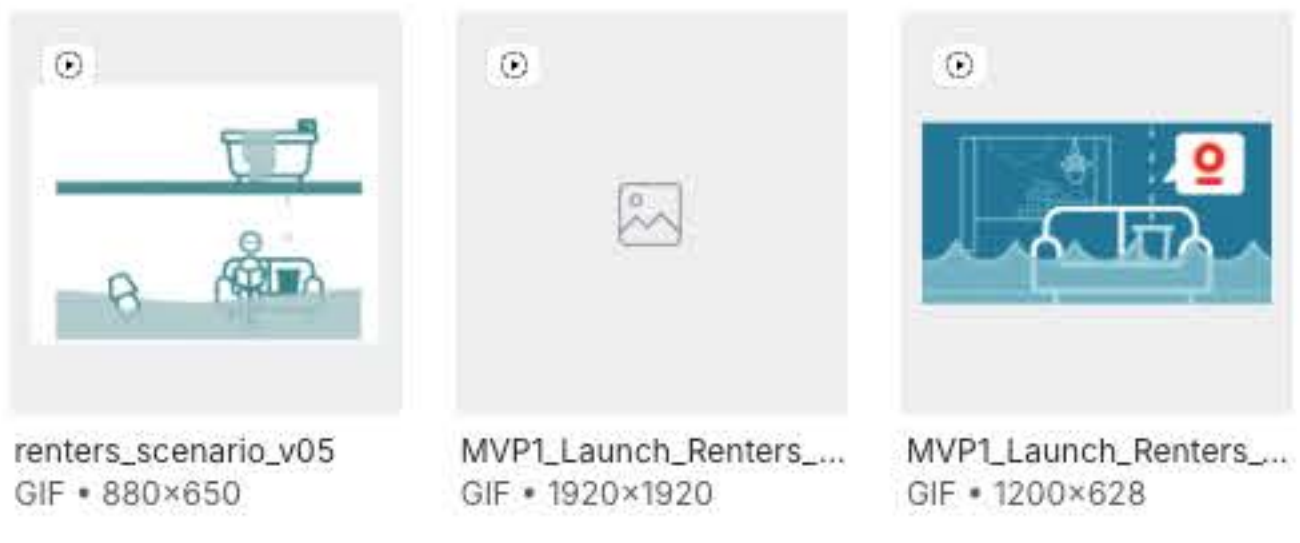 renters_scenario_v05
GIF • 880×650
MVP1_Launch_Renters_...
GIF • 1920×1920
MVP1_Launch_Renters_...
GIF • 1200×628